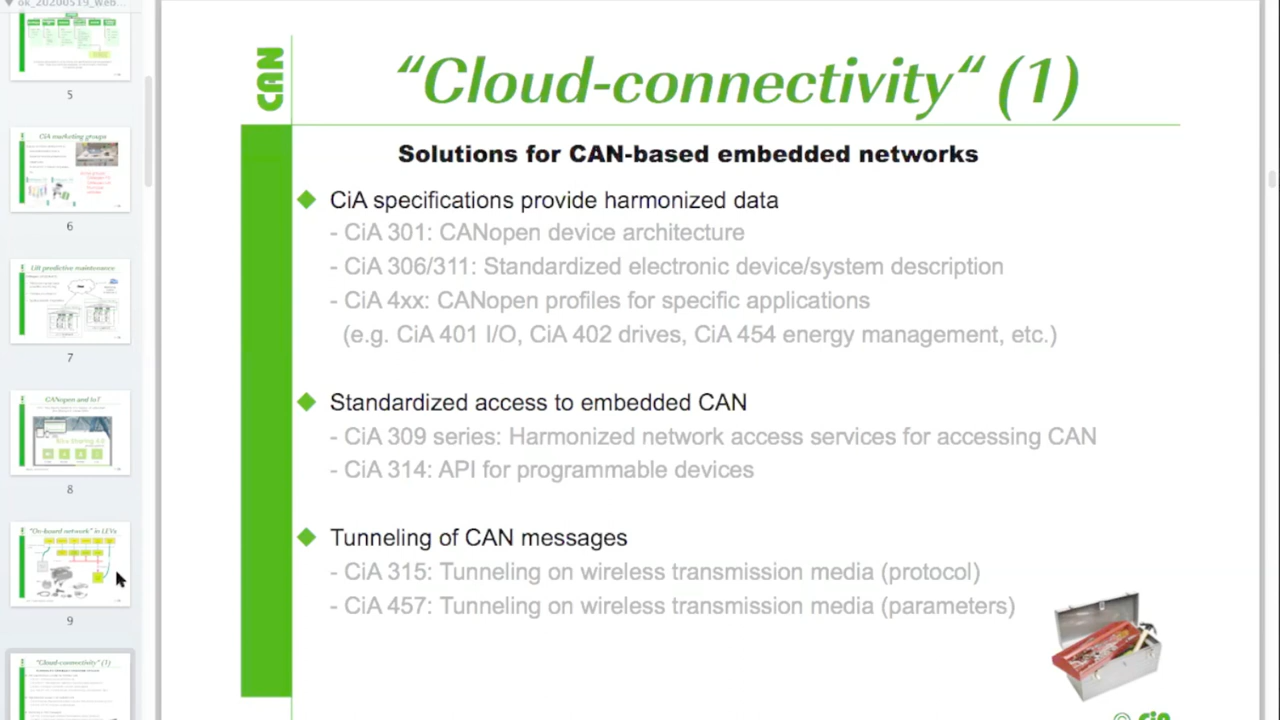 ok_20200519_Web...
5
CiA marketing groups
6
Lift predictive maintenance
7
CANopen and IoT
8
"On-board network" in LEVs
9
"Cloud-connectivity" (1)
CAN
“Cloud-connectivity“ (1)
Solutions for CAN-based embedded networks
CiA specifications provide harmonized data
- CiA 301: CANopen device architecture
- CiA 306/311: Standardized electronic device/system description
- CiA 4xx: CANopen profiles for specific applications
(e.g. CiA 401 I/O, CiA 402 drives, CiA 454 energy management, etc.)
Standardized access to embedded CAN
- CiA 309 series: Harmonized network access services for accessing CAN
- CiA 314: API for programmable devices
Tunneling of CAN messages
- CiA 315: Tunneling on wireless transmission media (protocol)
- CiA 457: Tunneling on wireless transmission media (parameters)
© CiA